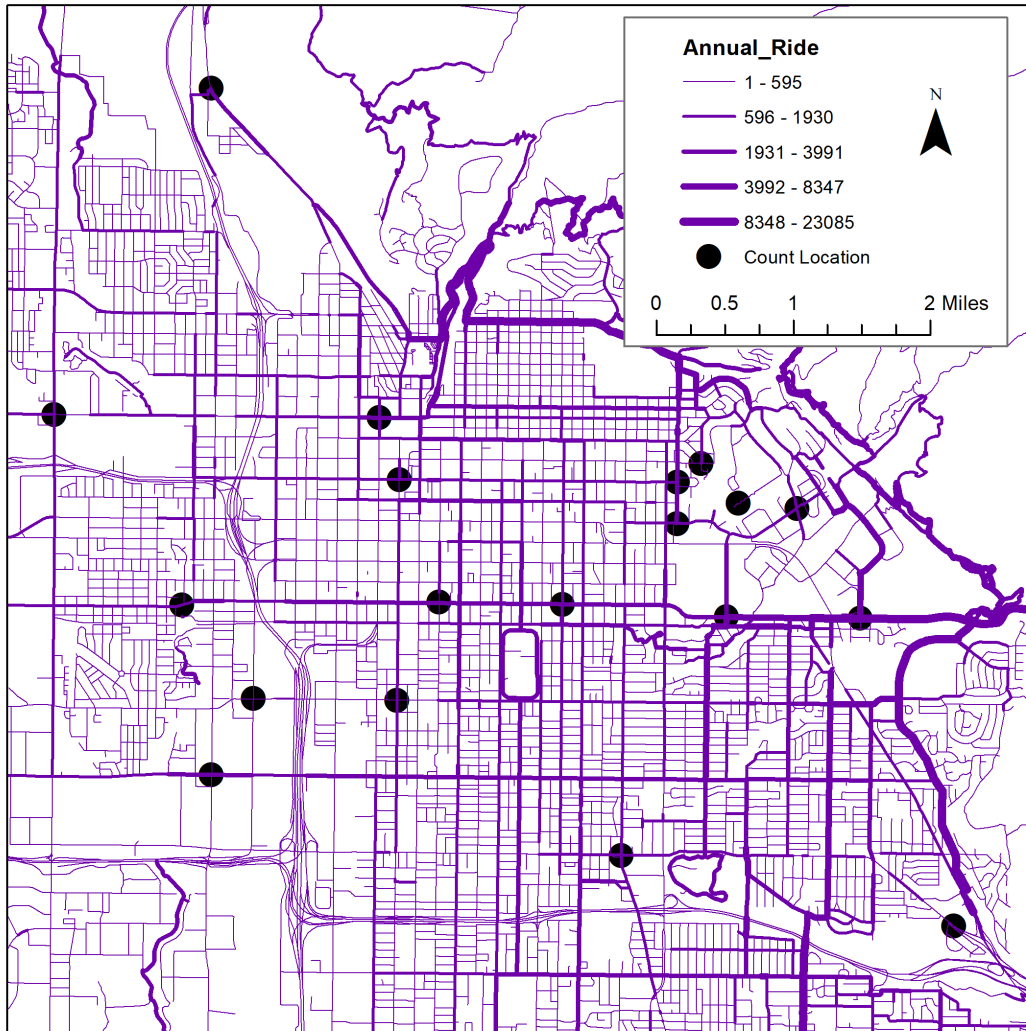 Annual_Ride
1 - 595
596 - 1930
1931 - 3991
3992 - 8347
8348 - 23085
Count Location
N
0 0.5 1 2 Miles